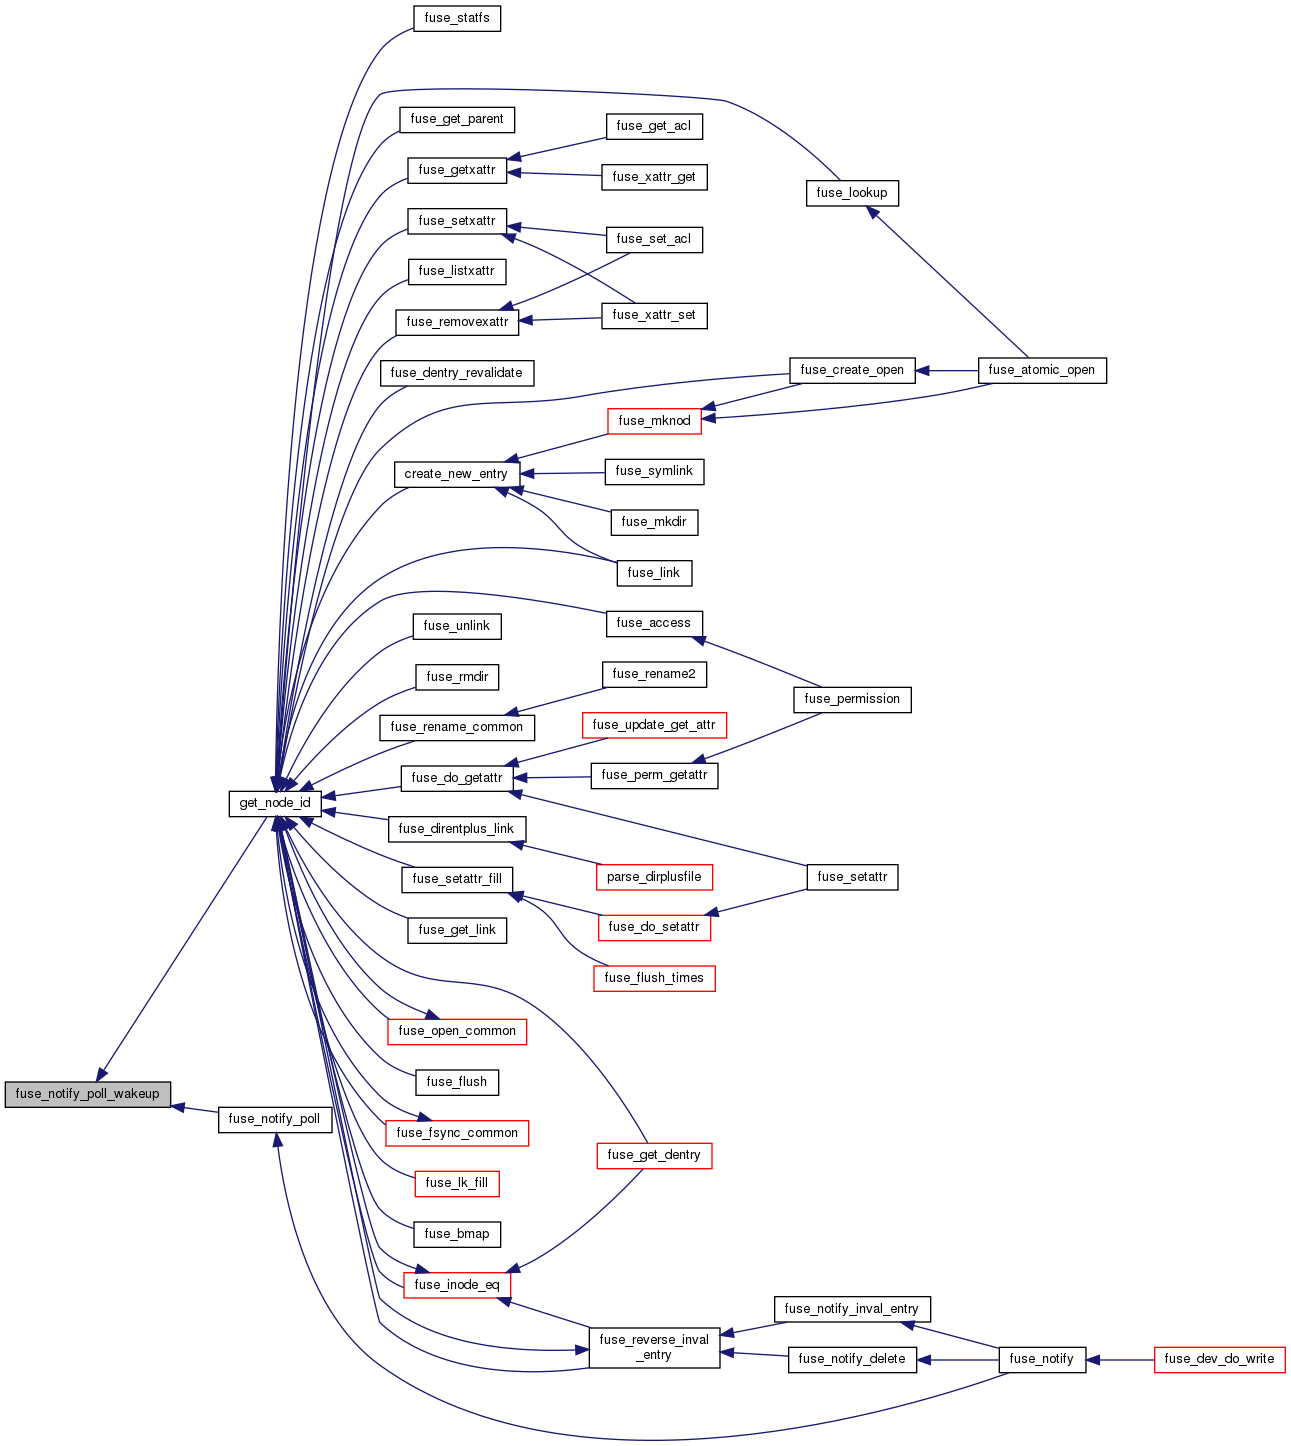 fuse_statfs
fuse_get_parent
fuse_get_acl
fuse_getxattr
fuse_xattr_get
fuse_lookup
fuse_setxattr
fuse_set_acl
fuse_listxattr
fuse_xattr_set
fuse_removexattr
fuse_dentry_revalidate
fuse_create_open
fuse_atomic_open
fuse_mknod
create_new_entry
fuse_symlink
fuse_mkdir
fuse_link
fuse_unlink
fuse_access
fuse_rmdir
fuse_rename2
fuse_permission
fuse_rename_common
fuse_update_get_attr
fuse_do_getattr
fuse_perm_getattr
get_node_id
fuse_direntplus_link
fuse_setattr_fill
parse_dirplusfile
fuse_setattr
fuse_get_link
fuse_do_setattr
fuse_flush_times
fuse_open_common
fuse_flush
fuse_notify_poll_wakeup
fuse_notify_poll
fuse_fsync_common
fuse_get_dentry
fuse_lk_fill
fuse_bmap
fuse_inode_eq
fuse_notify_inval_entry
fuse_reverse_inval
_entry
fuse_notify_delete
fuse_notify
fuse_dev_do_write